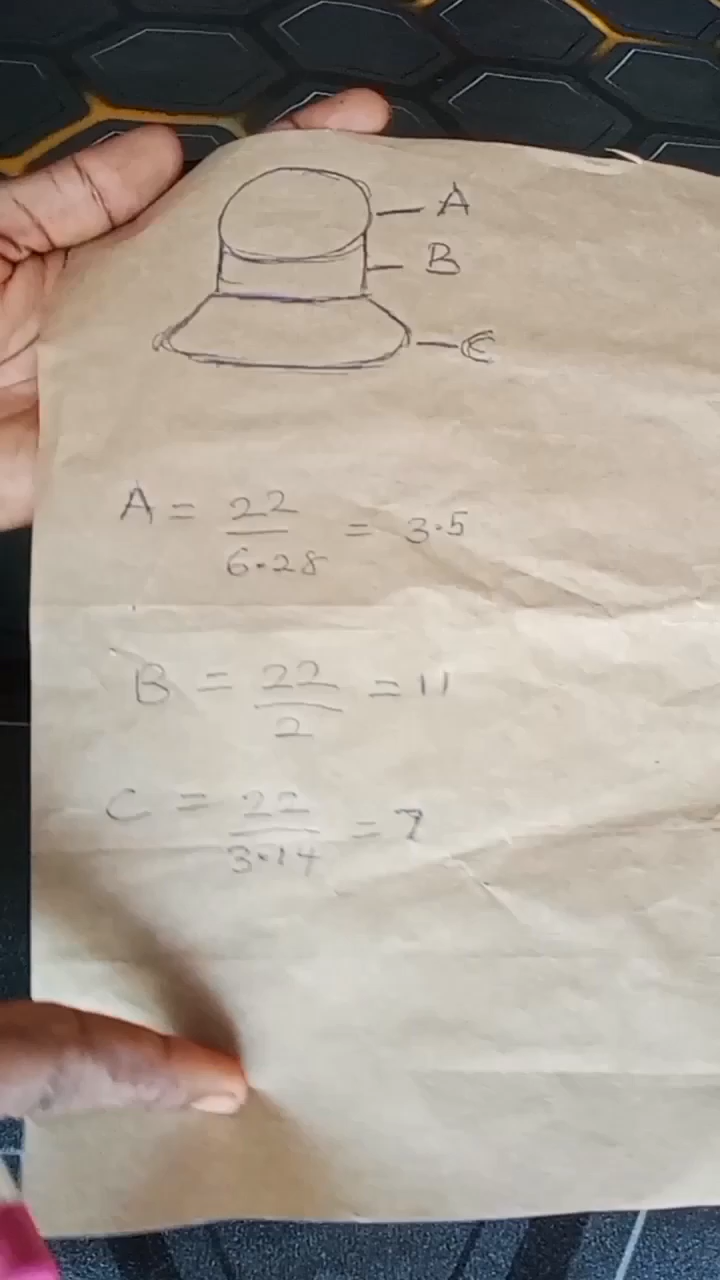 A
B
C
A = 22/6.28 = 3.5
B = 22/2 = 11
C = 22/3.14 = 7